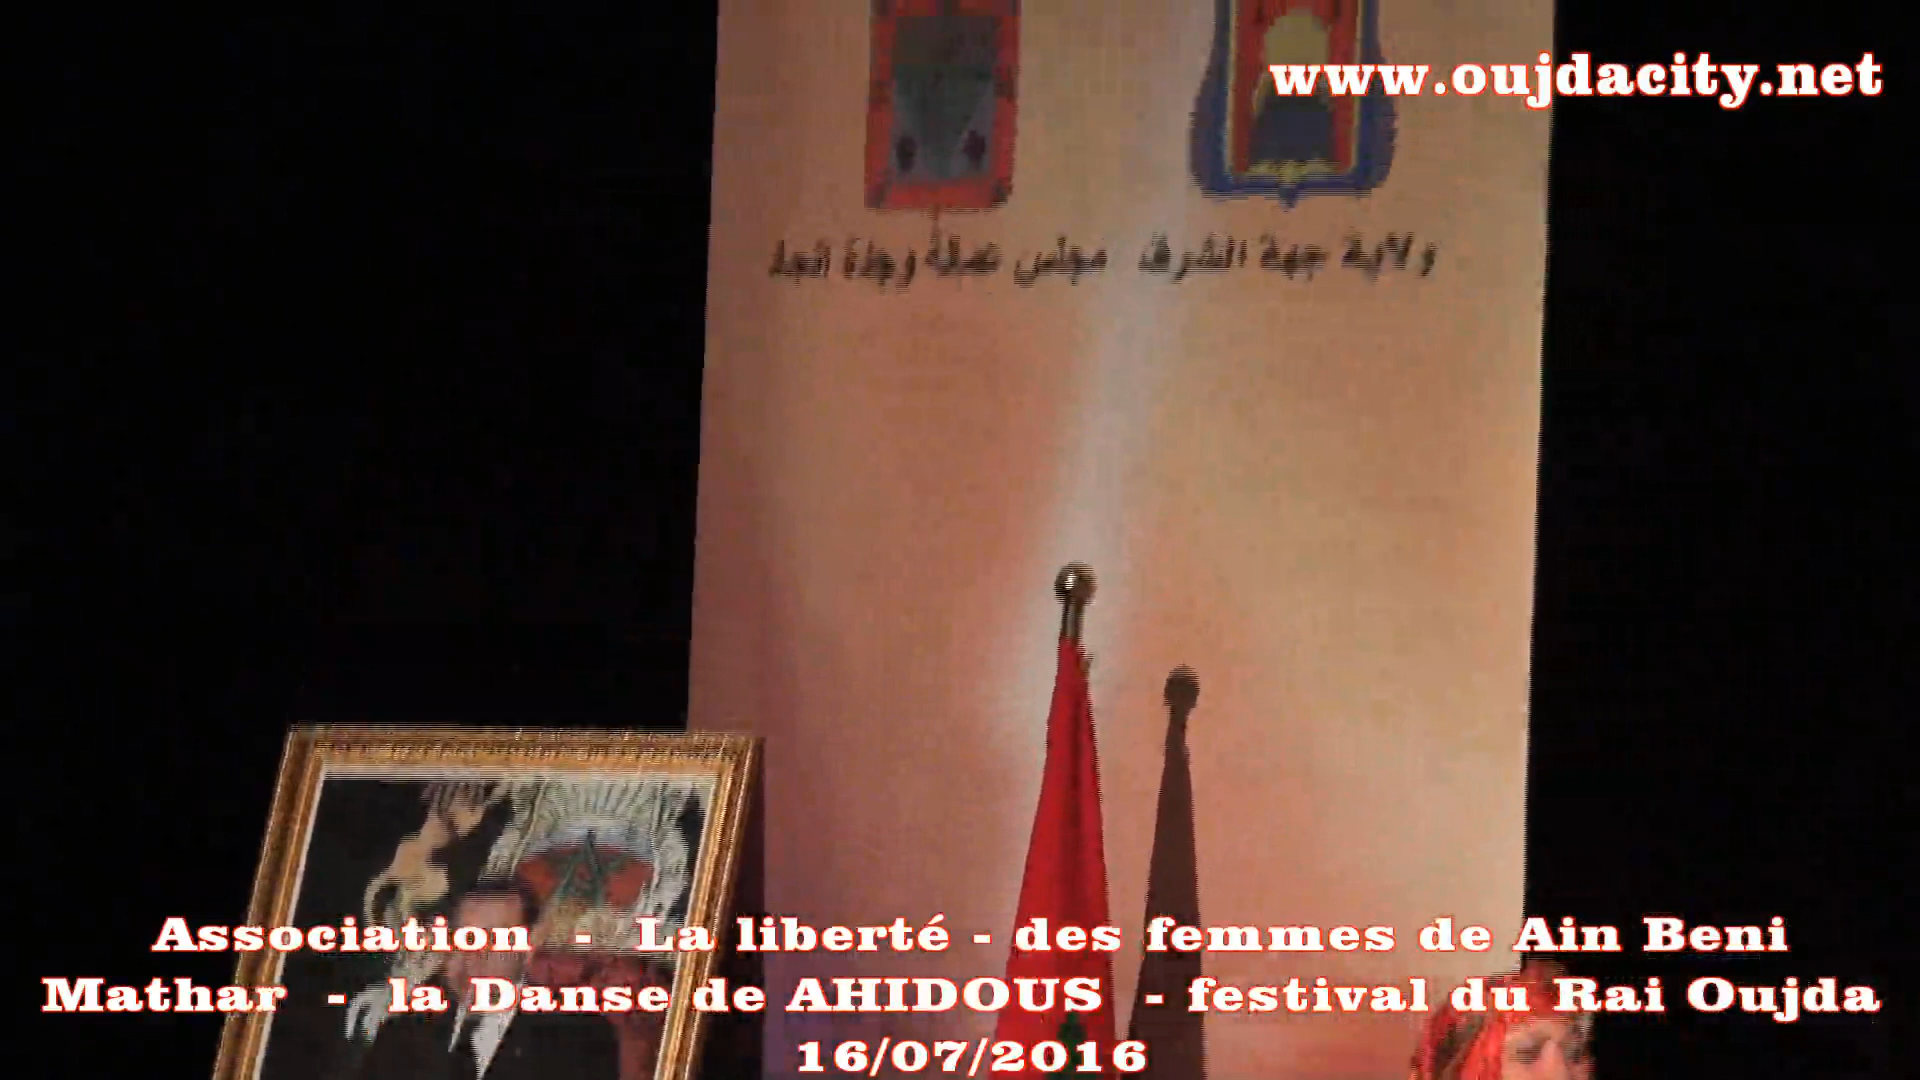 www.oujdacity.net
ولاية جهة الشرق مجلس عمالة وجدة أنجاد
Association - La liberté - des femmes de Ain Beni
Mathar - la Danse de AHIDOUS - festival du Rai Oujda
16/07/2016